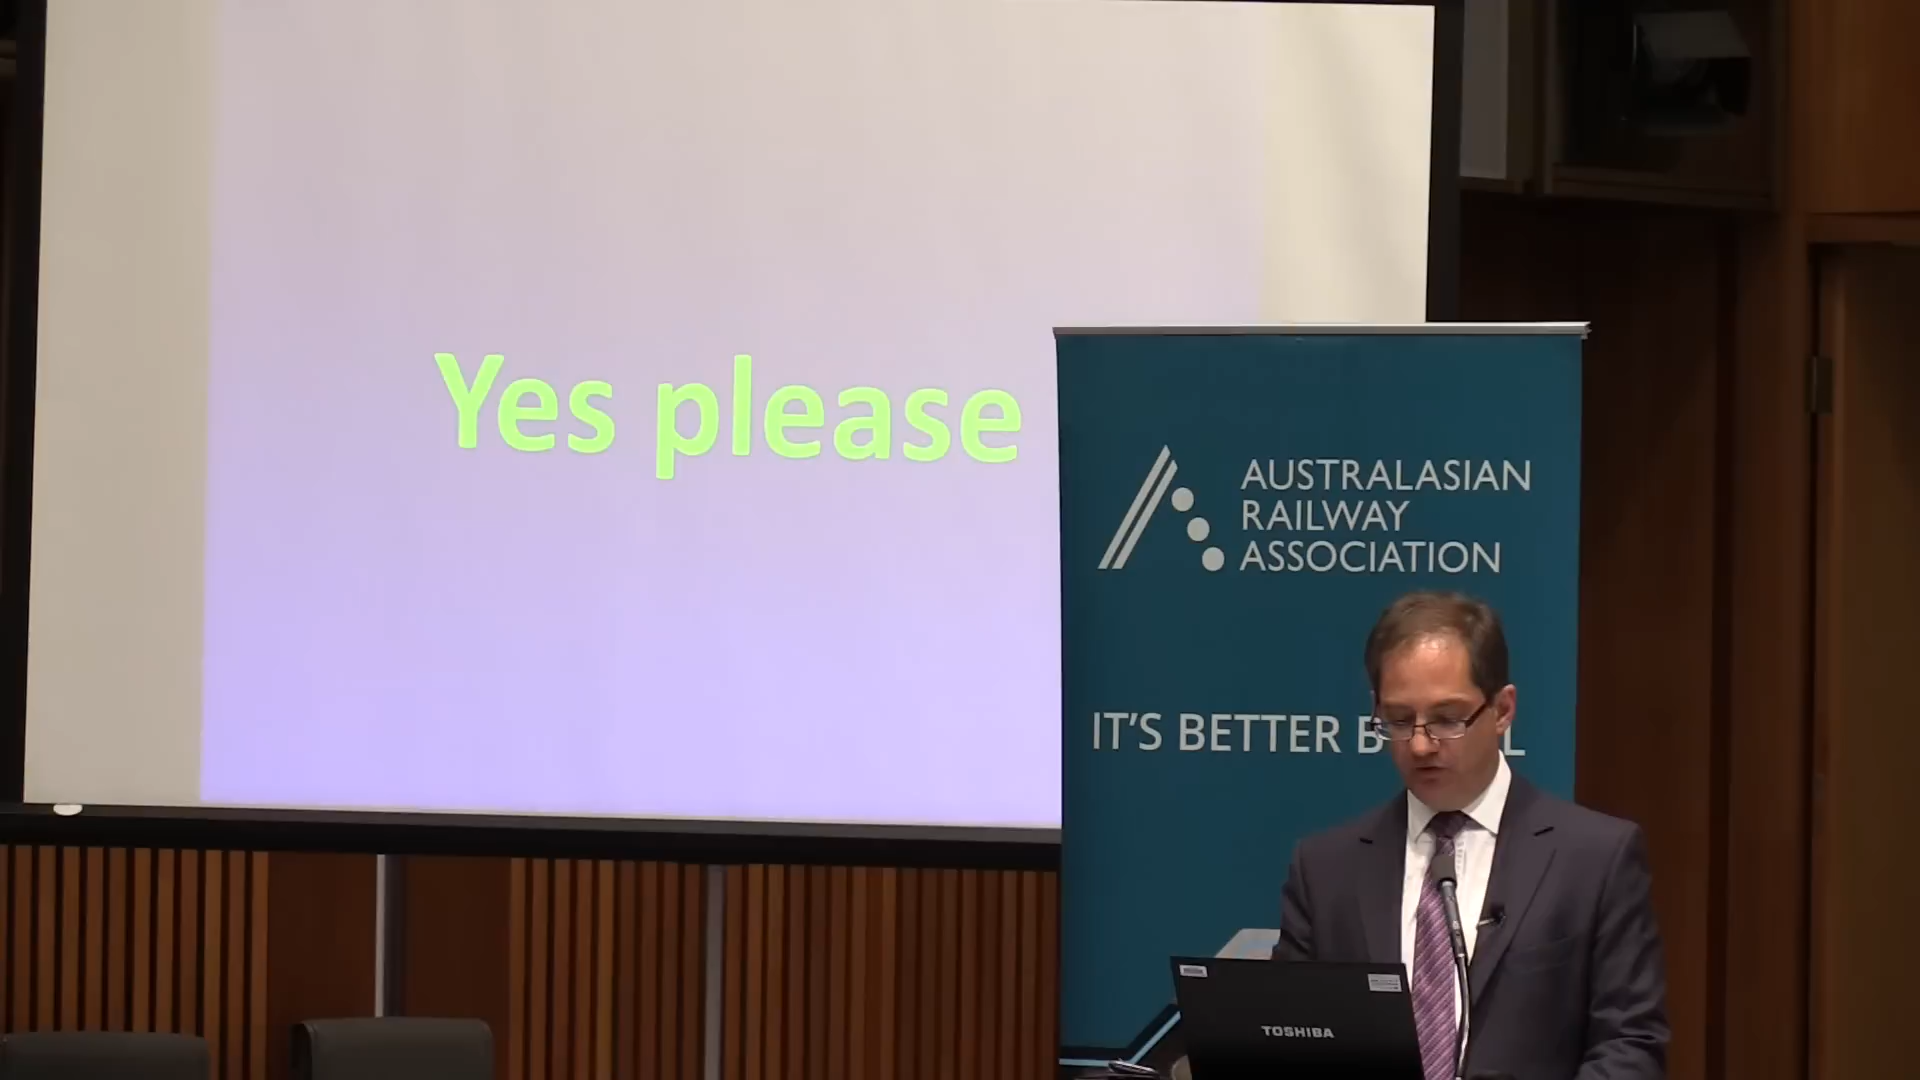 Yes please
AUSTRALASIAN
RAILWAY
ASSOCIATION
IT'S BETTER B L
TOSHIBA